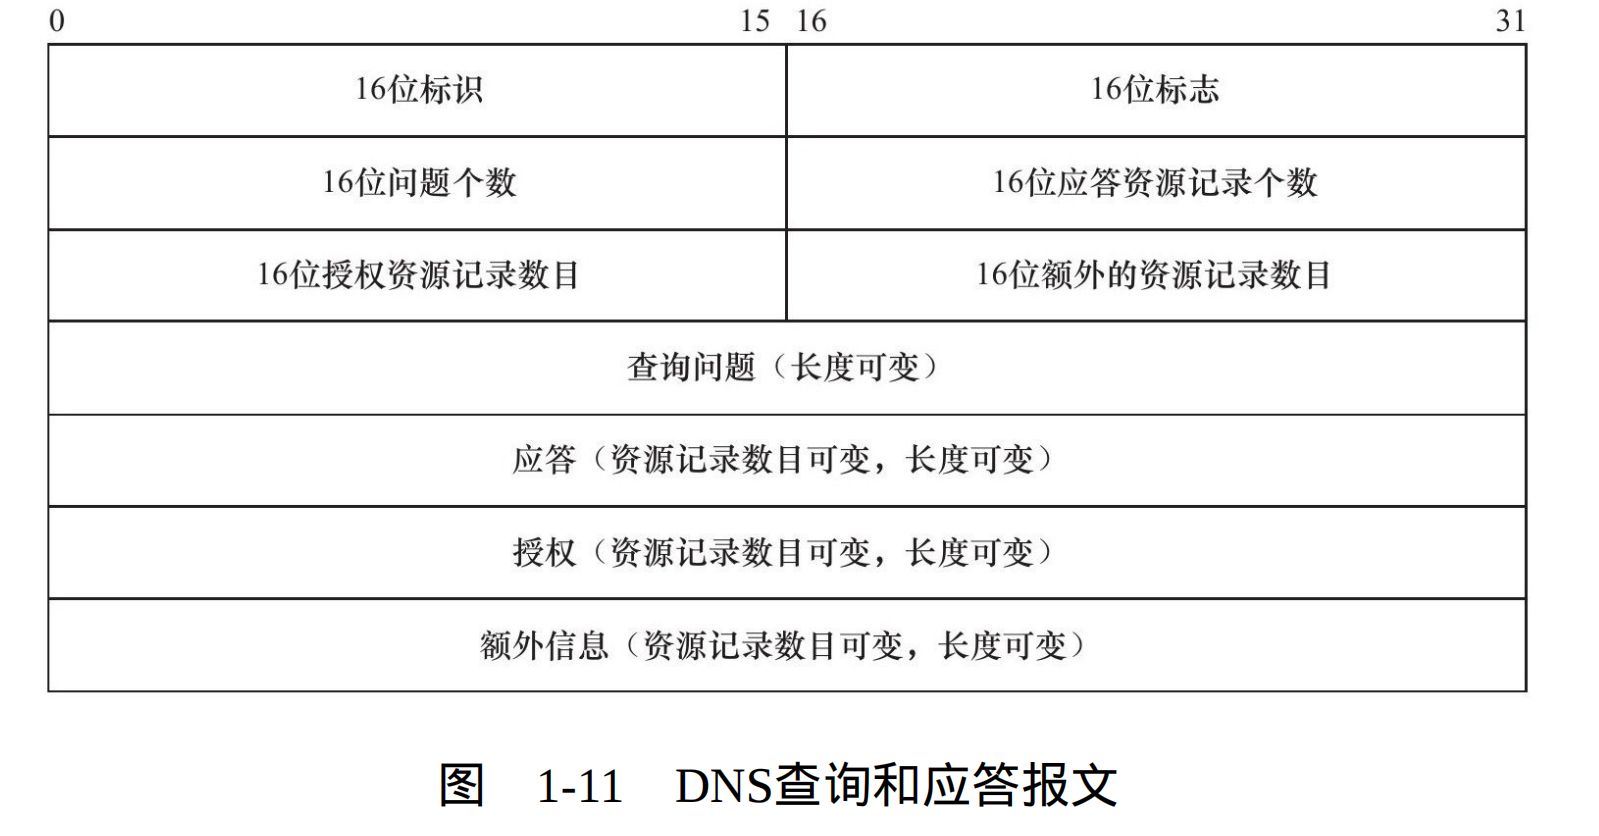 0 15 16 31
16位标识 16位标志
16位问题个数 16位应答资源记录个数
16位授权资源记录数目 16位额外的资源记录数目
查询问题（长度可变）
应答（资源记录数目可变，长度可变）
授权（资源记录数目可变，长度可变）
额外信息（资源记录数目可变，长度可变）
图 1-11 DNS查询和应答报文